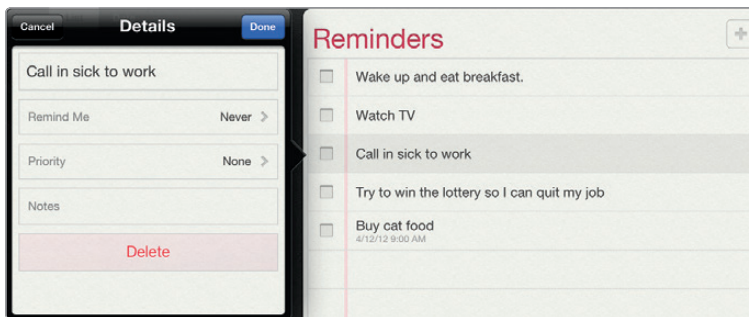 Cancel
Details
Done
Call in sick to work
Remind Me
Never
Priority
None
Notes
Delete
Reminders
Wake up and eat breakfast.
Watch TV
Call in sick to work
Try to win the lottery so I can quit my job
Buy cat food
4/12/12 9:00 AM